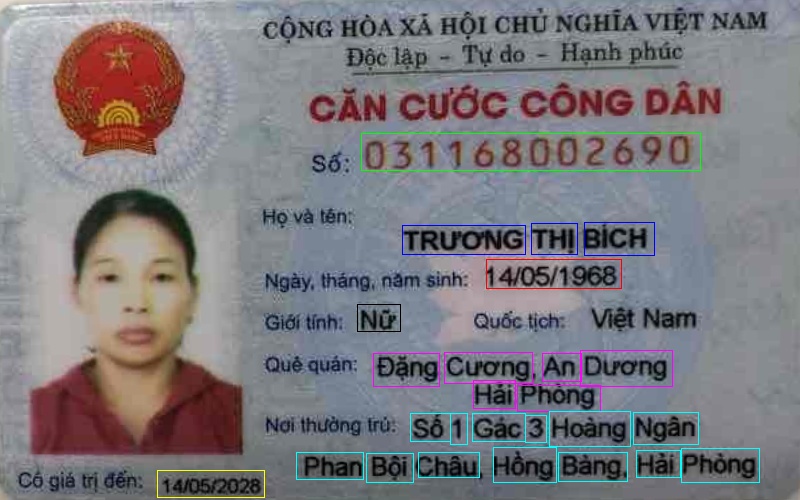 CỘNG HÒA XÃ HỘI CHỦ NGHĨA VIỆT NAM
Độc lập - Tự do - Hạnh phúc
CĂN CƯỚC CÔNG DÂN
Số: 031168002690
Họ và tên:
TRƯƠNG THỊ BÍCH
Ngày, tháng, năm sinh: 14/05/1968
Giới tính: Nữ Quốc tịch: Việt Nam
Quê quán: Đặng Cương, An Dương
Hải Phòng
Nơi thường trú: Số 1 Gác 3 Hoàng Ngân
Phan Bội Châu, Hồng Bàng, Hải Phòng
Có giá trị đến: 14/05/2028